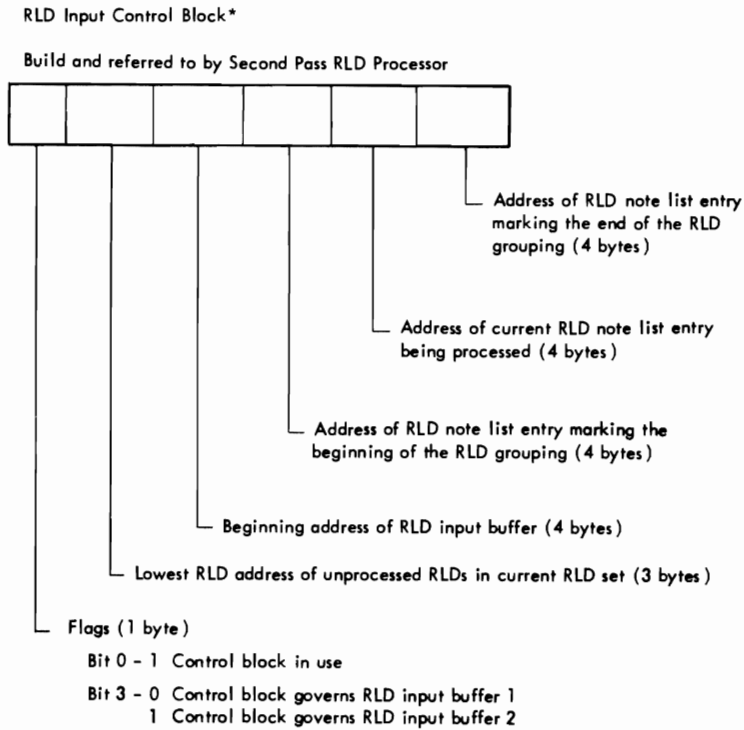 RLD Input Control Block*
Build and referred to by Second Pass RLD Processor
Address of RLD note list entry
marking the end of the RLD
grouping (4 bytes)
Address of current RLD note list entry
being processed (4 bytes)
Address of RLD note list entry marking the
beginning of the RLD grouping (4 bytes)
Beginning address of RLD input buffer (4 bytes)
Lowest RLD address of unprocessed RLDs in current RLD set (3 bytes)
Flags (1 byte)
Bit 0 - 1 Control block in use
Bit 3 - 0 Control block governs RLD input buffer 1
1 Control block governs RLD input buffer 2